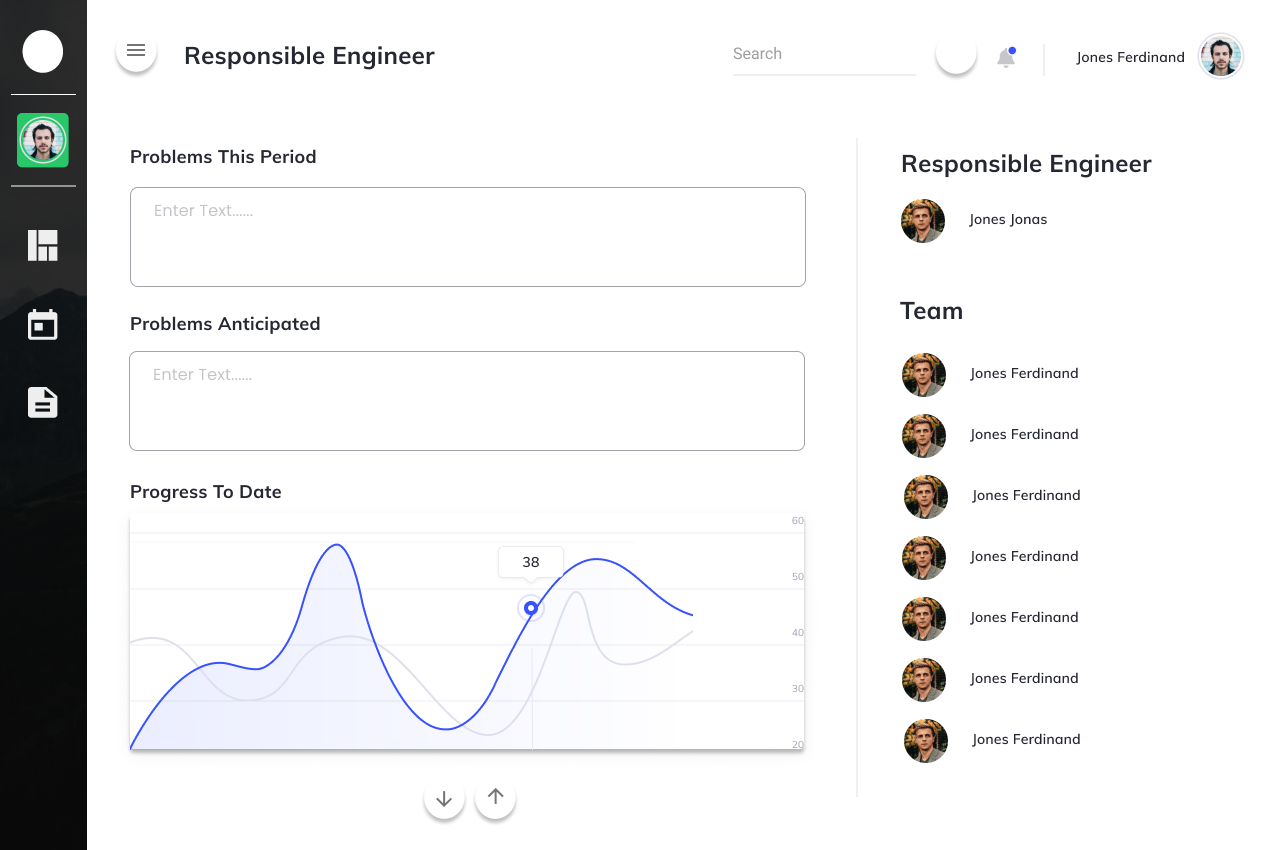 Responsible Engineer
Search
Jones Ferdinand
Problems This Period
Enter Text......
Problems Anticipated
Enter Text......
Progress To Date
60
50
40
30
20
38
Responsible Engineer
Jones Jonas
Team
Jones Ferdinand
Jones Ferdinand
Jones Ferdinand
Jones Ferdinand
Jones Ferdinand
Jones Ferdinand
Jones Ferdinand